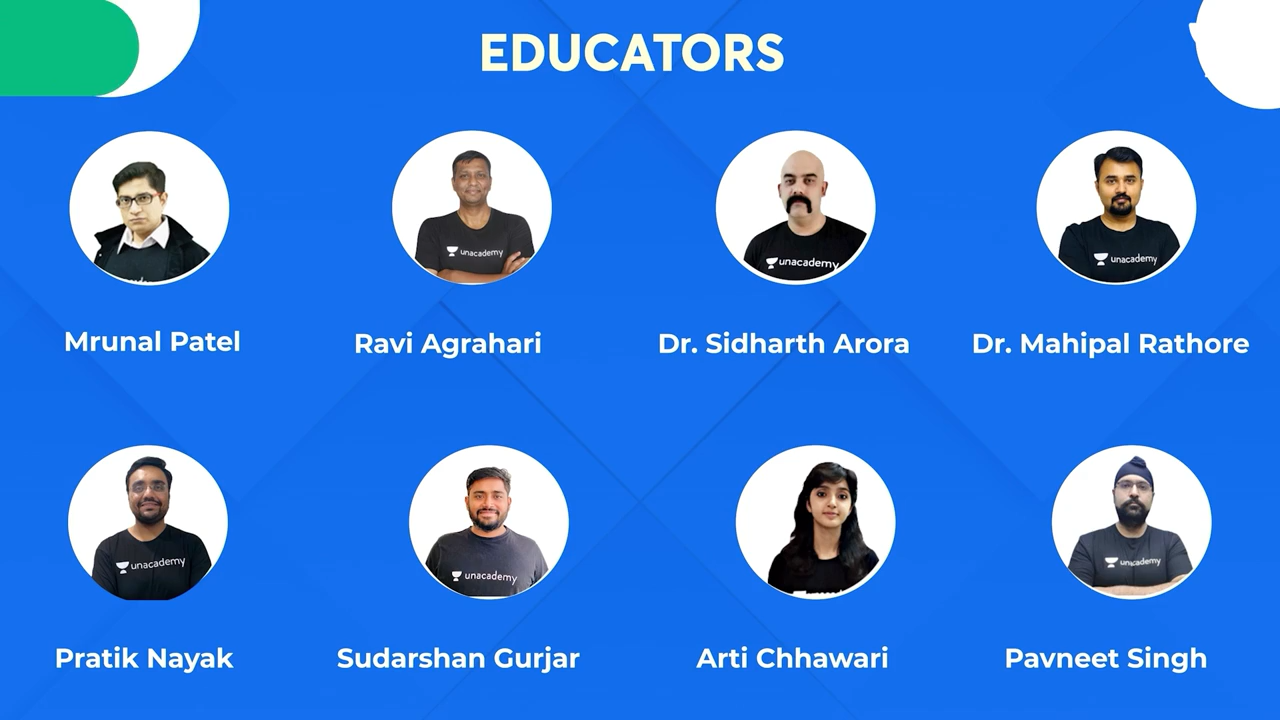 EDUCATORS
unacademy
unacademy
unacademy
Mrunal Patel
Ravi Agrahari
Dr. Sidharth Arora
Dr. Mahipal Rathore
unacademy
unacademy
unacademy
Pratik Nayak
Sudarshan Gurjar
Arti Chhawari
Pavneet Singh